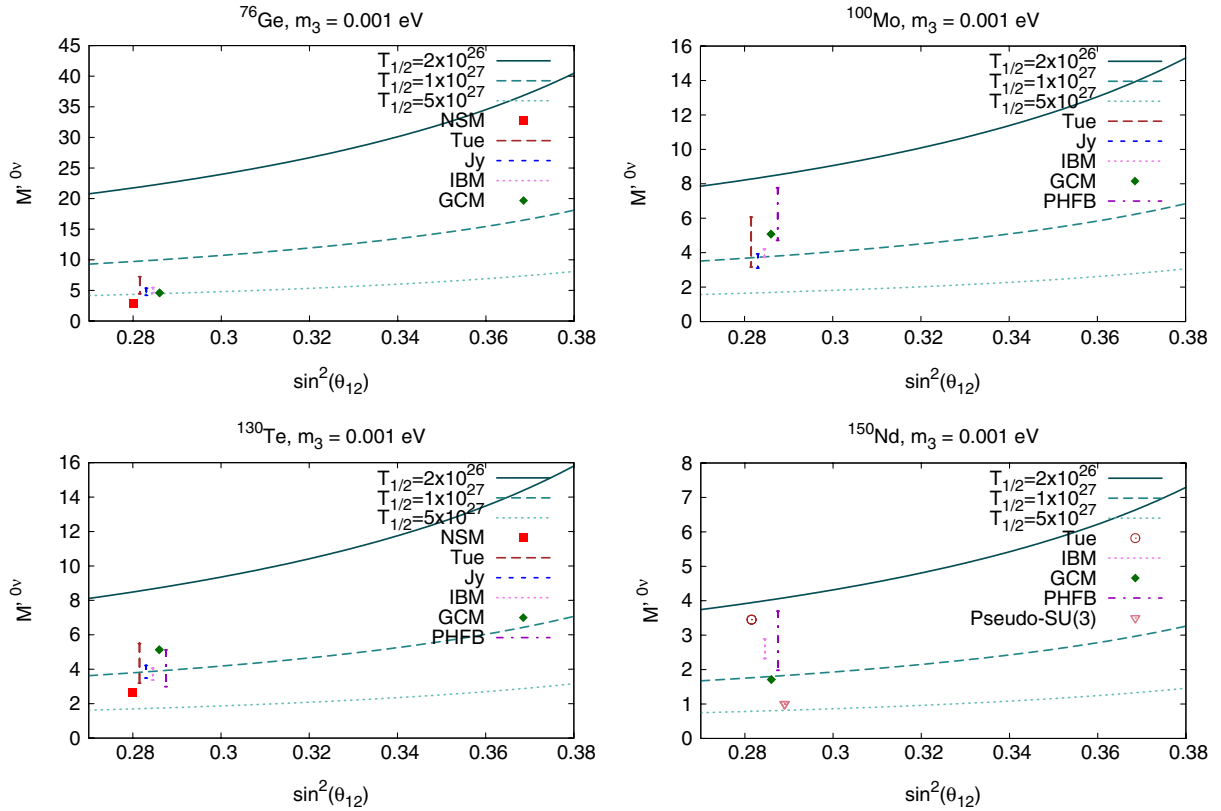 ⁷⁶Ge, m₃ = 0.001 eV
M'⁰ᵛ
45
40
35
30
25
20
15
10
5
0
T₁/₂=2x10²⁶
T₁/₂=1x10²⁷
T₁/₂=5x10²⁷
NSM
Tue
Jy
IBM
GCM
0.28
0.3
0.32
0.34
0.36
0.38
sin²(θ₁₂)
¹⁰⁰Mo, m₃ = 0.001 eV
M'⁰ᵛ
16
14
12
10
8
6
4
2
0
T₁/₂=2x10²⁶
T₁/₂=1x10²⁷
T₁/₂=5x10²⁷
Tue
Jy
IBM
GCM
PHFB
0.28
0.3
0.32
0.34
0.36
0.38
sin²(θ₁₂)
¹³⁰Te, m₃ = 0.001 eV
M'⁰ᵛ
16
14
12
10
8
6
4
2
0
T₁/₂=2x10²⁶
T₁/₂=1x10²⁷
T₁/₂=5x10²⁷
NSM
Tue
Jy
IBM
GCM
PHFB
0.28
0.3
0.32
0.34
0.36
0.38
sin²(θ₁₂)
¹⁵⁰Nd, m₃ = 0.001 eV
M'⁰ᵛ
8
7
6
5
4
3
2
1
0
T₁/₂=2x10²⁶
T₁/₂=1x10²⁷
T₁/₂=5x10²⁷
Tue
IBM
GCM
PHFB
Pseudo-SU(3)
0.28
0.3
0.32
0.34
0.36
0.38
sin²(θ₁₂)